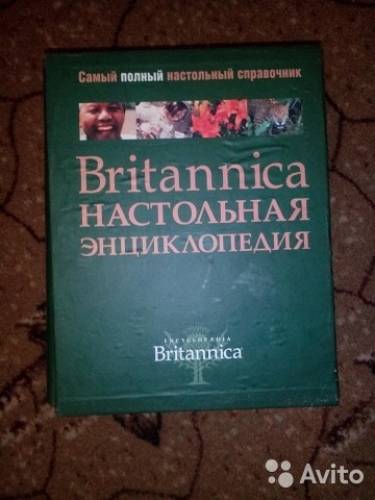 Самый полный настольный справочник
Britannica
НАСТОЛЬНАЯ
ЭНЦИКЛОПЕДИЯ
ENCYCLOPÆDIA
Britannica
Avito